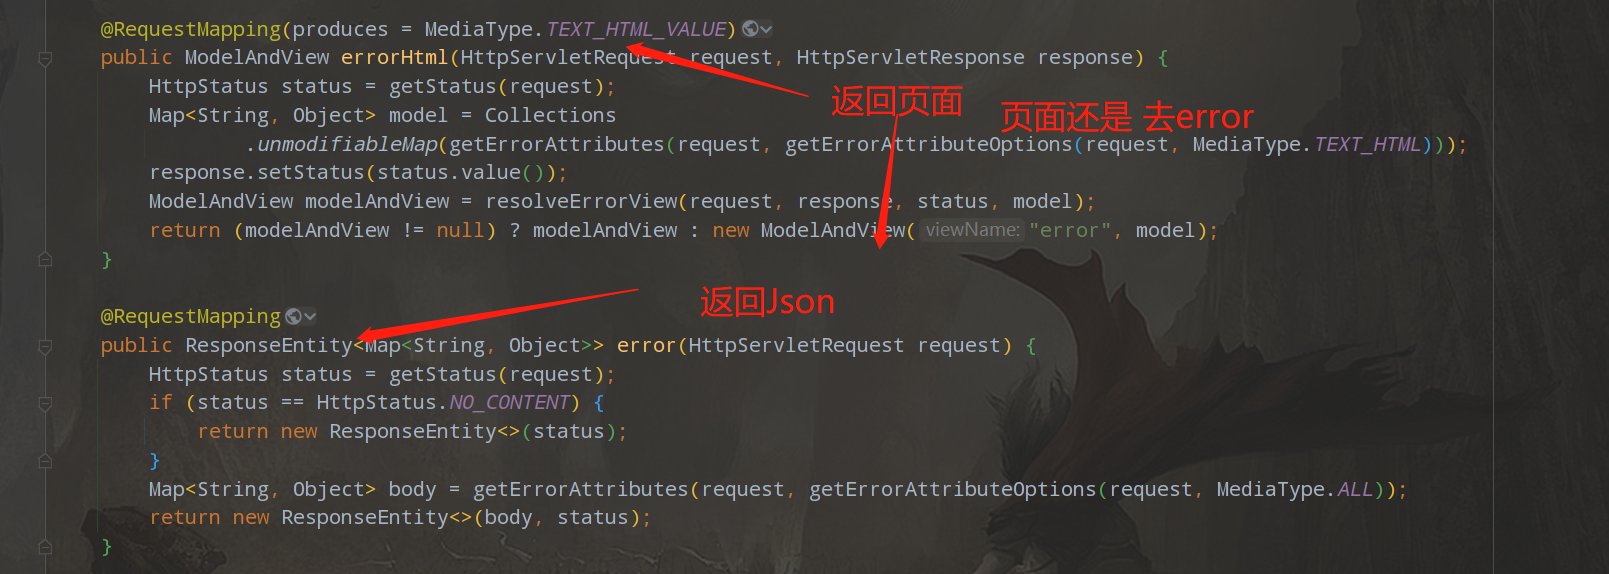 @RequestMapping(produces = MediaType.TEXT_HTML_VALUE)
public ModelAndView errorHtml(HttpServletRequest request, HttpServletResponse response) {
HttpStatus status = getStatus(request);
返回页面
页面还是 去error
Map<String, Object> model = Collections
.unmodifiableMap(getErrorAttributes(request, getErrorAttributeOptions(request, MediaType.TEXT_HTML)));
response.setStatus(status.value());
ModelAndView modelAndView = resolveErrorView(request, response, status, model);
return (modelAndView != null) ? modelAndView : new ModelAndView( viewName: "error", model);
}
返回Json
@RequestMapping
public ResponseEntity<Map<String, Object>> error(HttpServletRequest request) {
HttpStatus status = getStatus(request);
if (status == HttpStatus.NO_CONTENT) {
return new ResponseEntity<>(status);
}
Map<String, Object> body = getErrorAttributes(request, getErrorAttributeOptions(request, MediaType.ALL));
return new ResponseEntity<>(body, status);
}